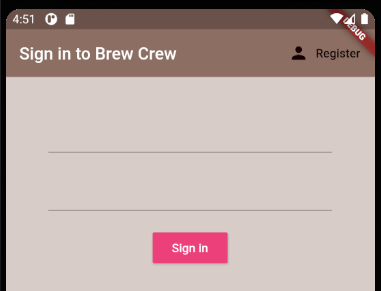 4:51
DEBUG
Sign in to Brew Crew
Register
Sign in